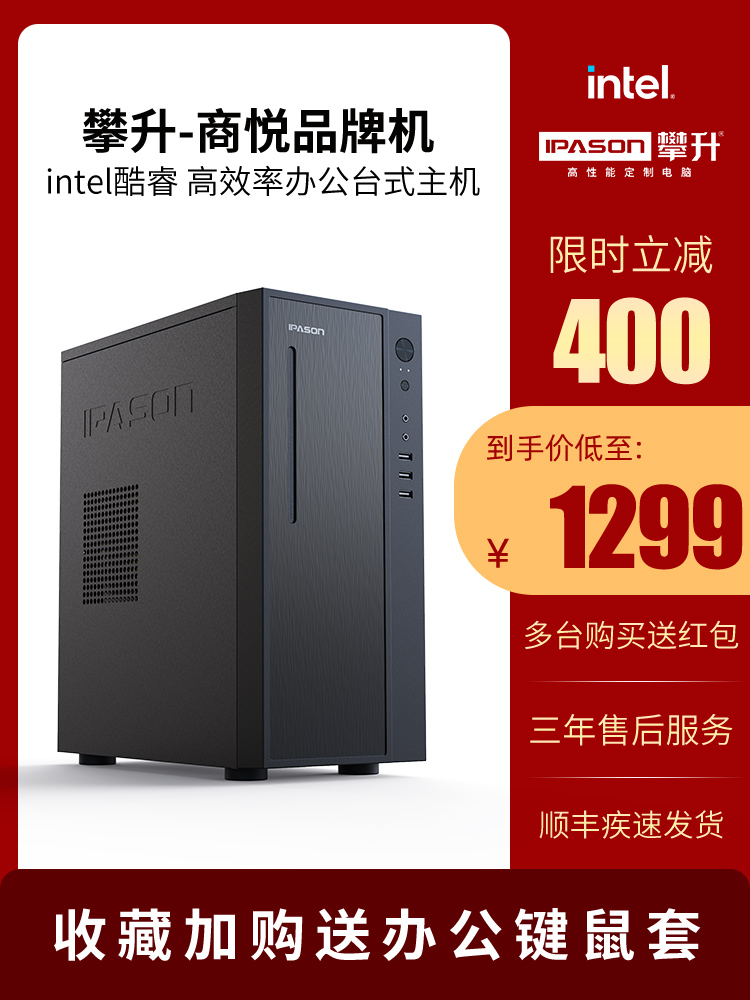 攀升-商悦品牌机
intel酷睿 高效率办公台式主机
IPASON
IPASON
intel®
IPASON 攀升®
高性能定制电脑
限时立减
400
到手价低至:
¥ 1299
多台购买送红包
三年售后服务
顺丰疾速发货
收藏加购送办公键鼠套